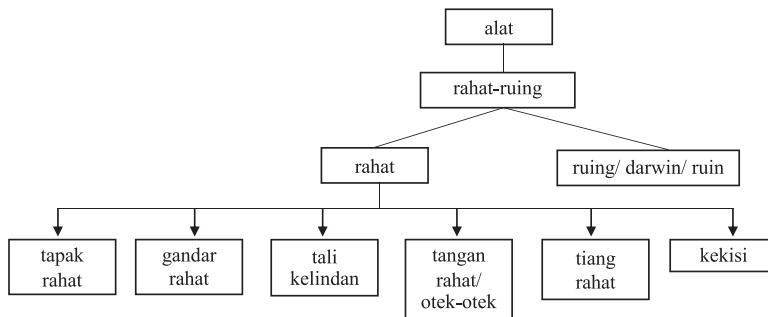 alat
rahat-ruing
rahat
ruing/ darwin/ ruin
tapak
rahat
gandar
rahat
tali
kelindan
tangan
rahat/
otek-otek
tiang
rahat
kekisi